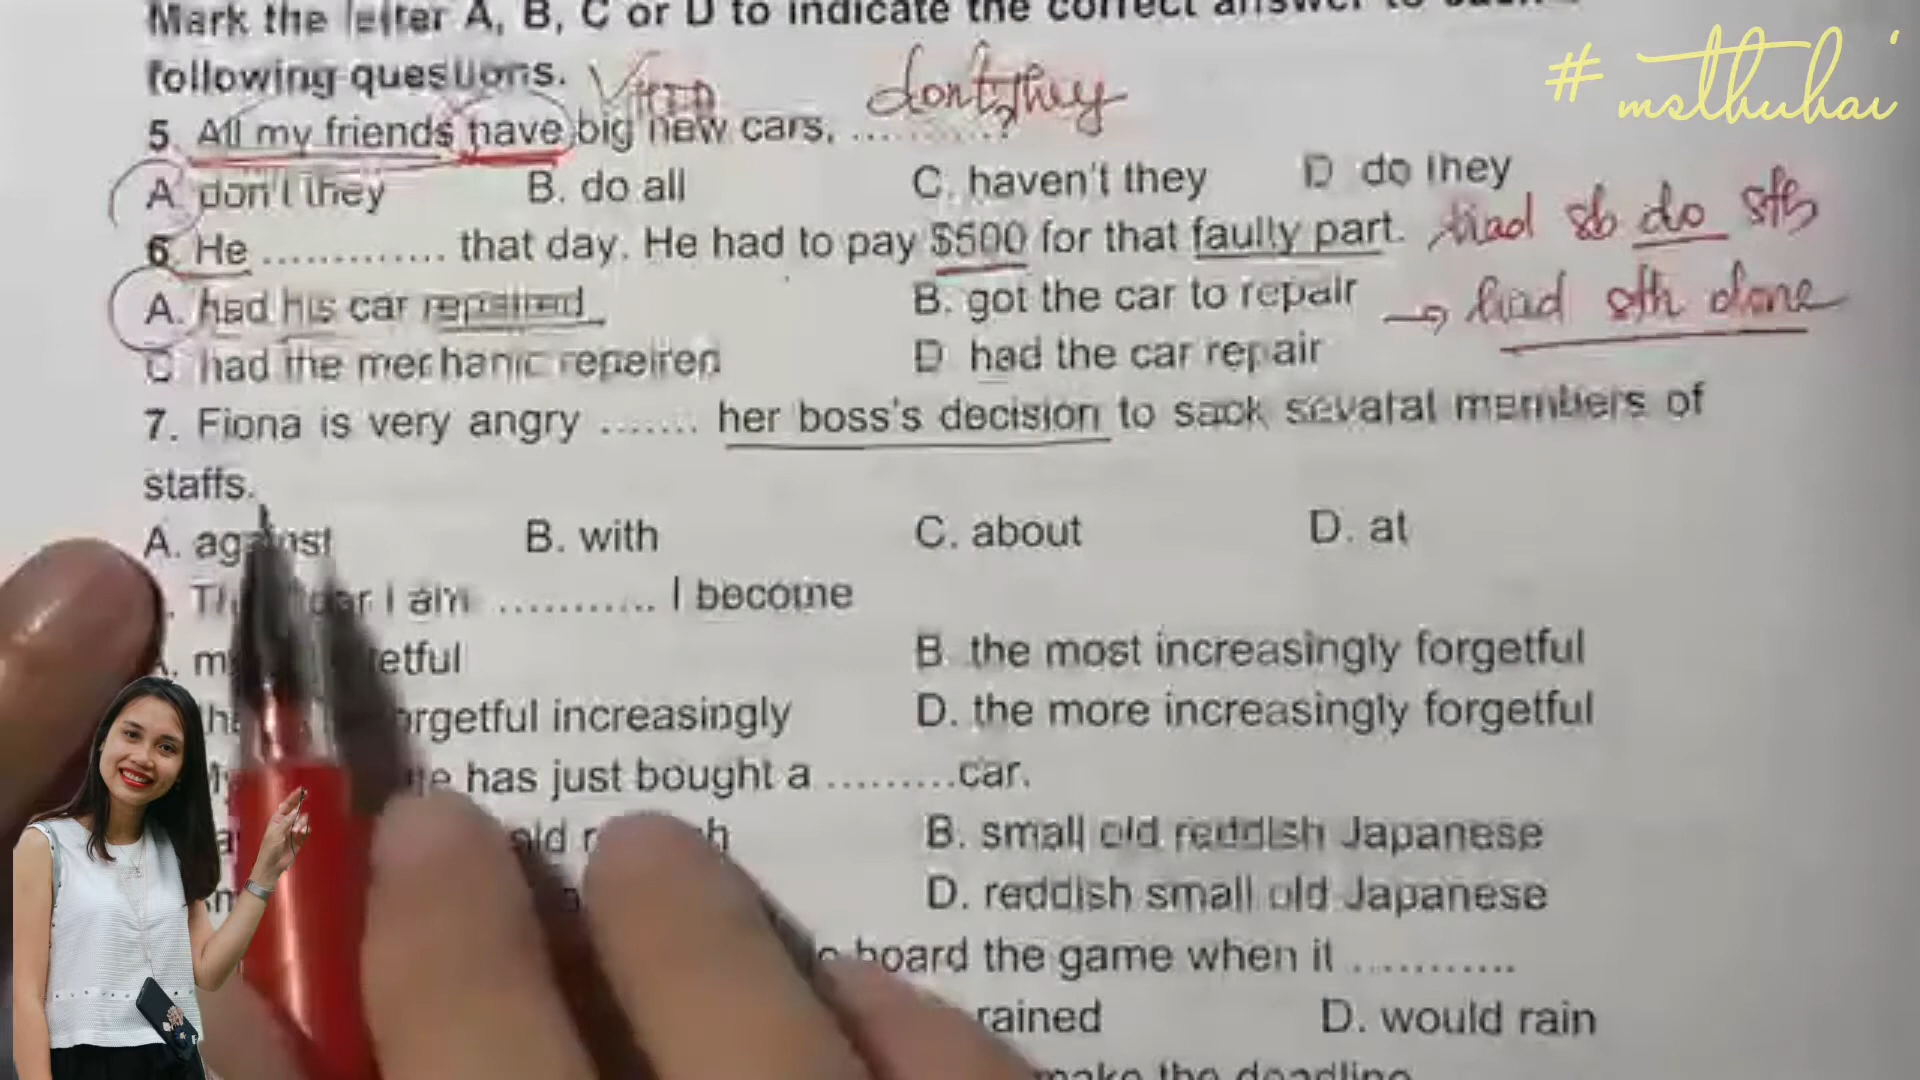 Mark the letter A, B, C or D to indicate the correct answer to each
following questions.
V
don't they
# msthuhai
5. All my friends have big new cars, ..........?
A. don't they B. do all C. haven't they D. do they
had sb do sth
6. He ............. that day. He had to pay $500 for that faulty part.
A. had his car repaired B. got the car to repair
→ had sth done
C. had the mechanic repaired D. had the car repair
7. Fiona is very angry ....... her boss's decision to sack several members of
staffs.
A. against B. with C. about D. at
I am ............ I become
etful B. the most increasingly forgetful
orgetful increasingly D. the more increasingly forgetful
has just bought a .........car.
old B. small old reddish Japanese
D. reddish small old Japanese
board the game when it ...........
rained D. would rain
make the deadline